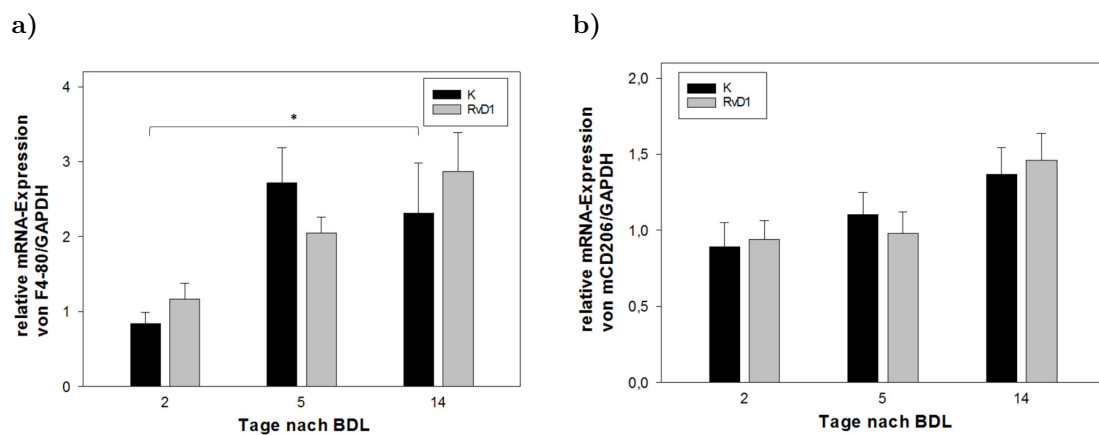 a)
relative mRNA-Expression
von F4-80/GAPDH
4
3
2
1
0
K
RvD1
*
2 5 14
Tage nach BDL
b)
relative mRNA-Expression
von mCD206/GAPDH
2,0
1,5
1,0
0,5
0,0
K
RvD1
2 5 14
Tage nach BDL